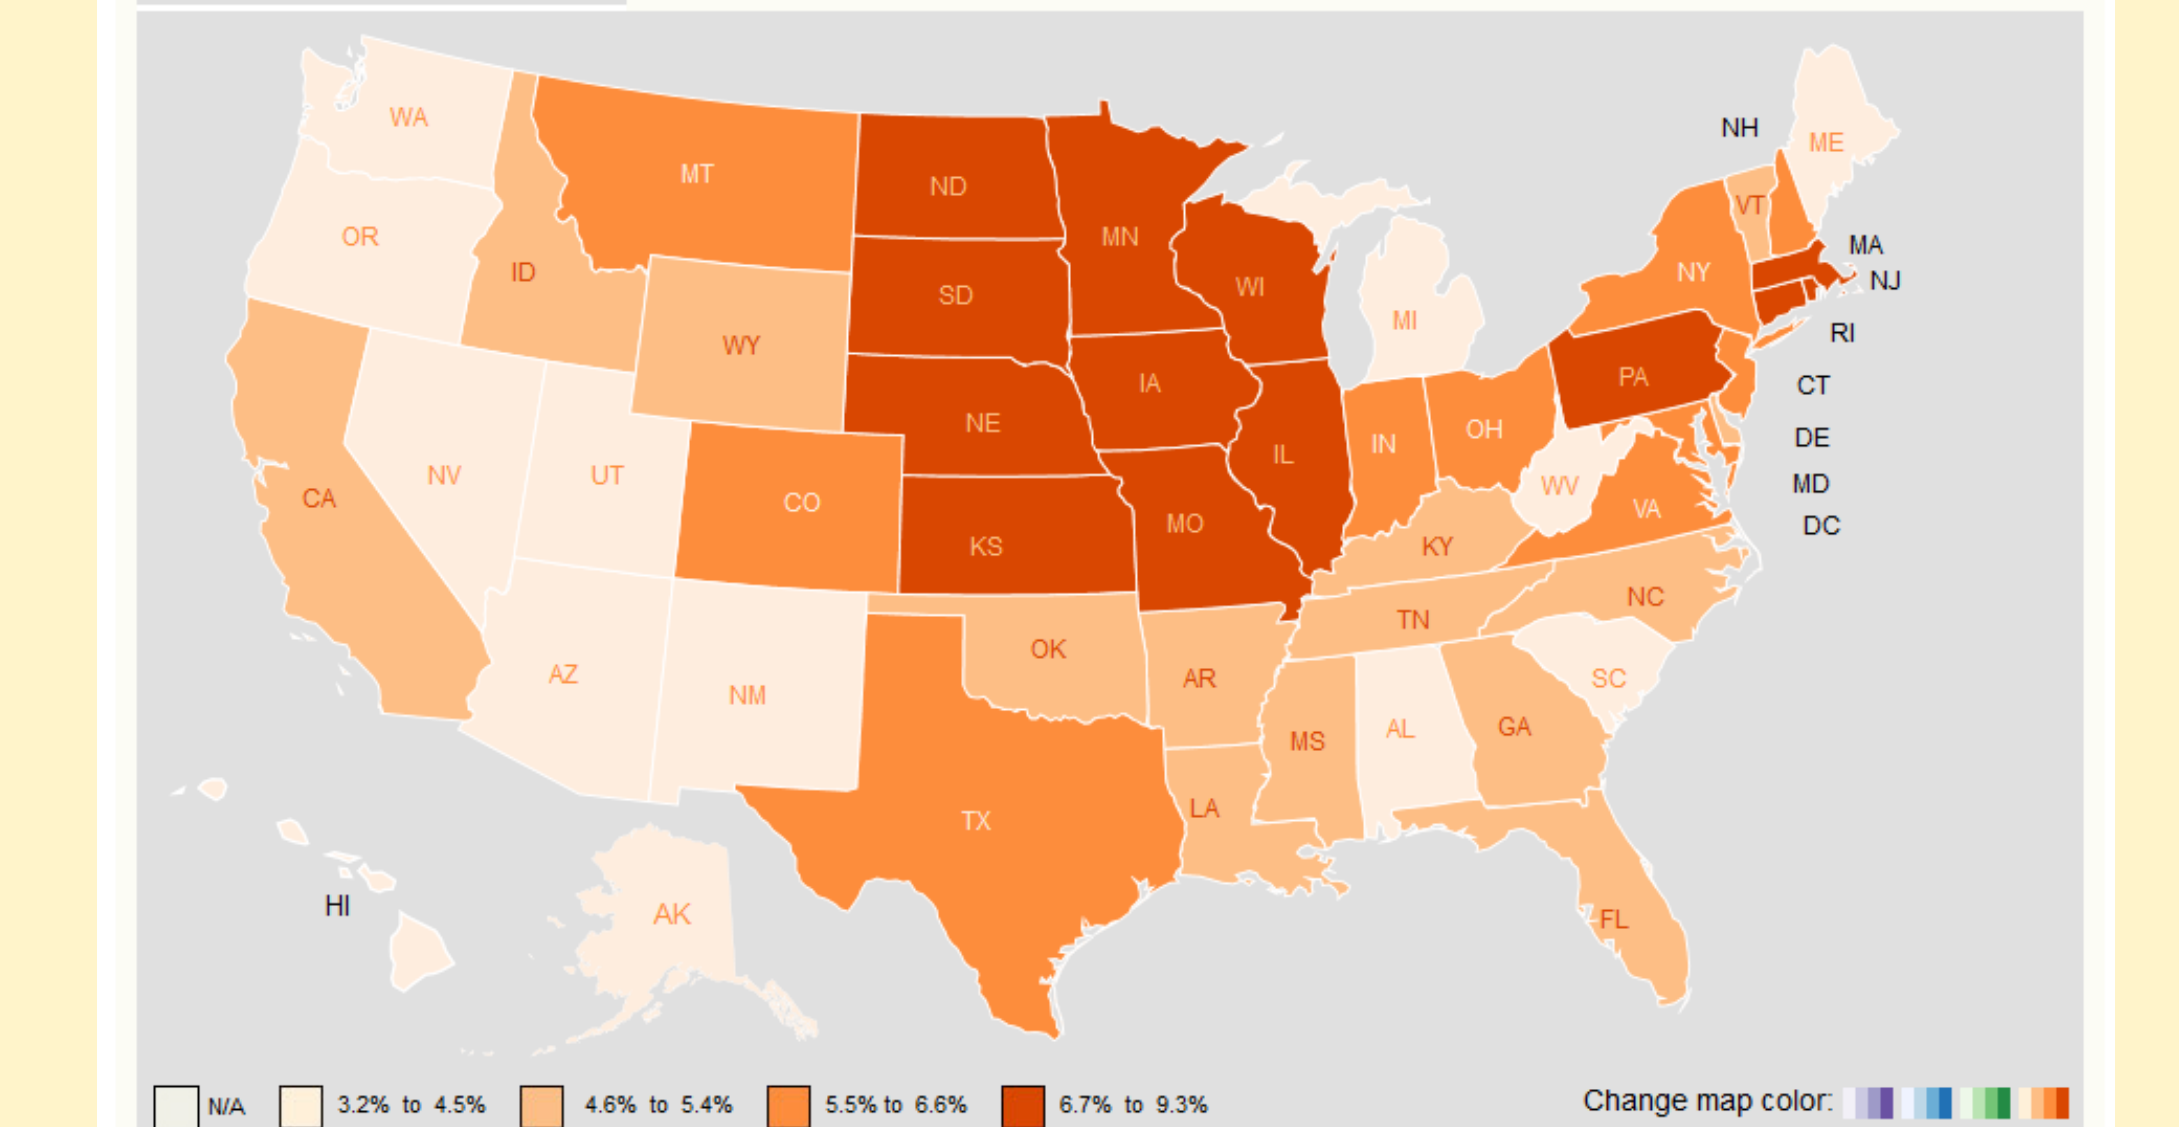 WA
NH
ME
MT
ND
VT
OR
MN
MA
ID
NY
NJ
SD
WI
MI
RI
WY
PA
IA
CT
NE
OH
DE
IN
IL
NV
UT
WV
MD
CA
CO
VA
MO
DC
KS
KY
NC
TN
OK
AZ
AR
SC
NM
MS
AL
GA
LA
TX
HI
AK
FL
N/A
3.2% to 4.5%
4.6% to 5.4%
5.5% to 6.6%
6.7% to 9.3%
Change map color: